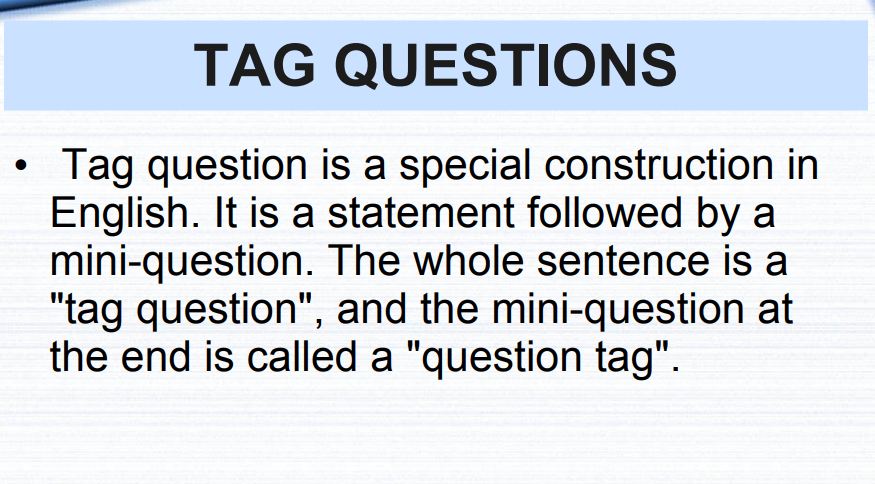 TAG QUESTIONS
• Tag question is a special construction in
English. It is a statement followed by a
mini-question. The whole sentence is a
"tag question", and the mini-question at
the end is called a "question tag".